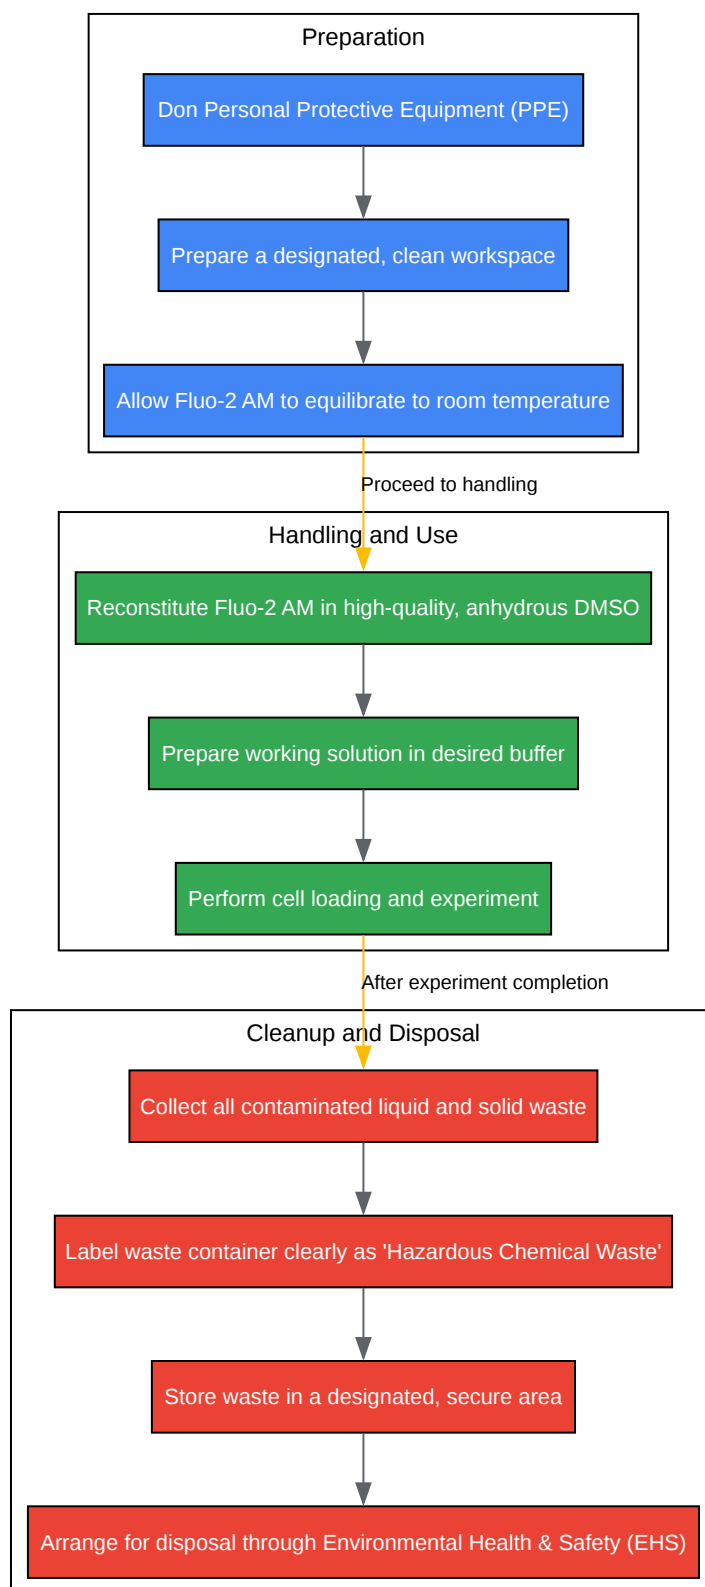 Preparation
Don Personal Protective Equipment (PPE)
Prepare a designated, clean workspace
Allow Fluo-2 AM to equilibrate to room temperature
Proceed to handling
Handling and Use
Reconstitute Fluo-2 AM in high-quality, anhydrous DMSO
Prepare working solution in desired buffer
Perform cell loading and experiment
After experiment completion
Cleanup and Disposal
Collect all contaminated liquid and solid waste
Label waste container clearly as 'Hazardous Chemical Waste'
Store waste in a designated, secure area
Arrange for disposal through Environmental Health & Safety (EHS)